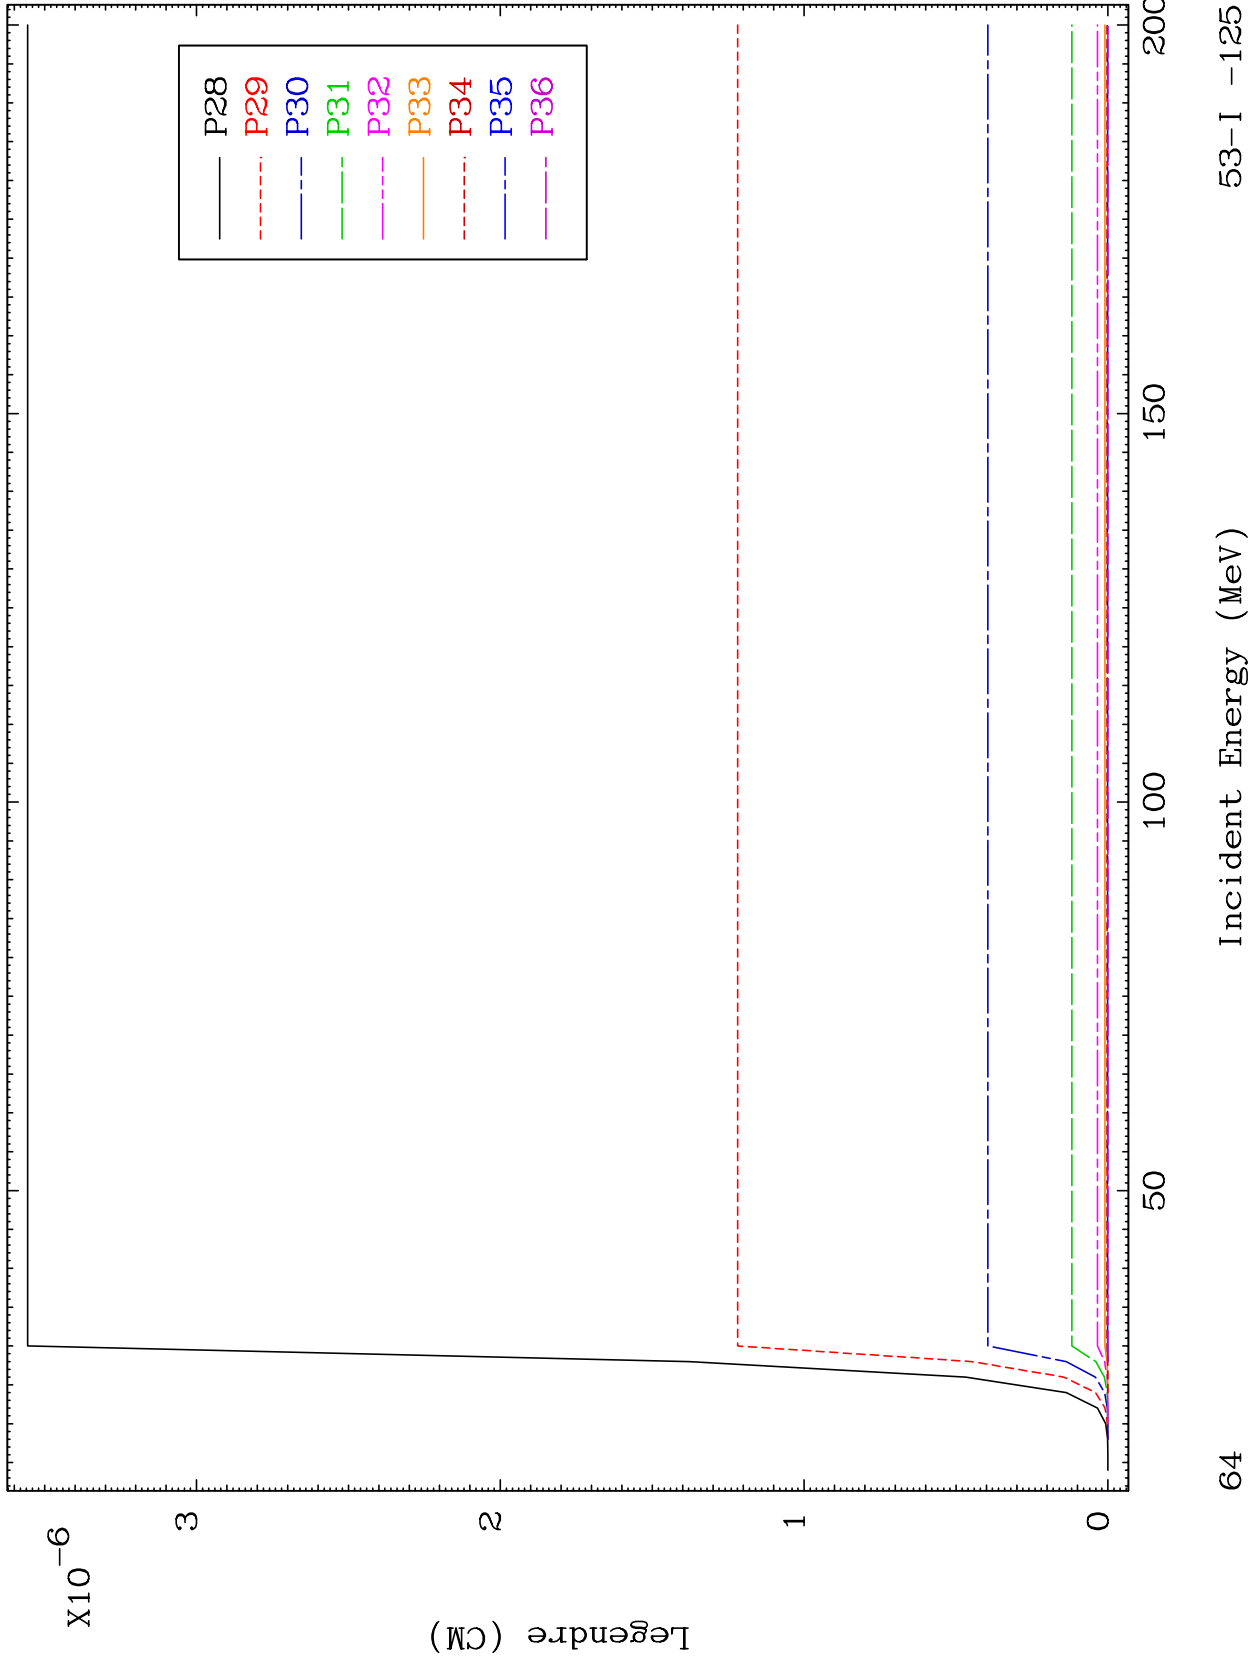 X10-6
3
2
1
0
Legendre (CM)
P28
P29
P30
P31
P32
P33
P34
P35
P36
50
100
150
200
Incident Energy (MeV)
64
53-I -125